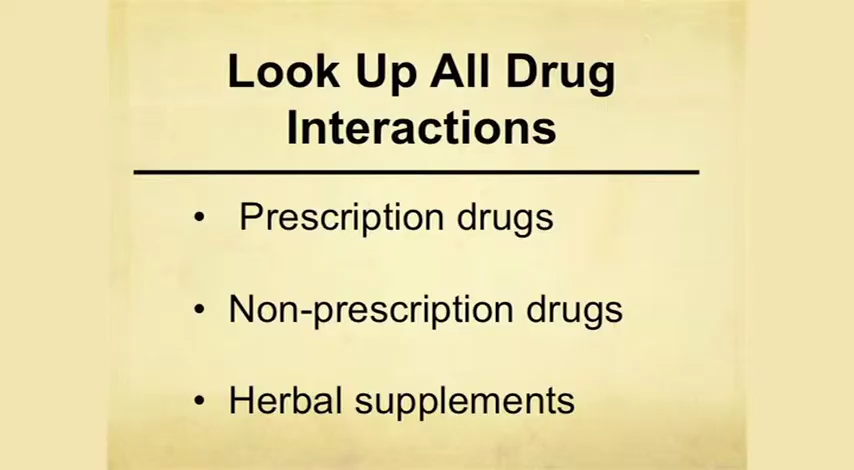 Look Up All Drug
Interactions
• Prescription drugs
• Non-prescription drugs
• Herbal supplements